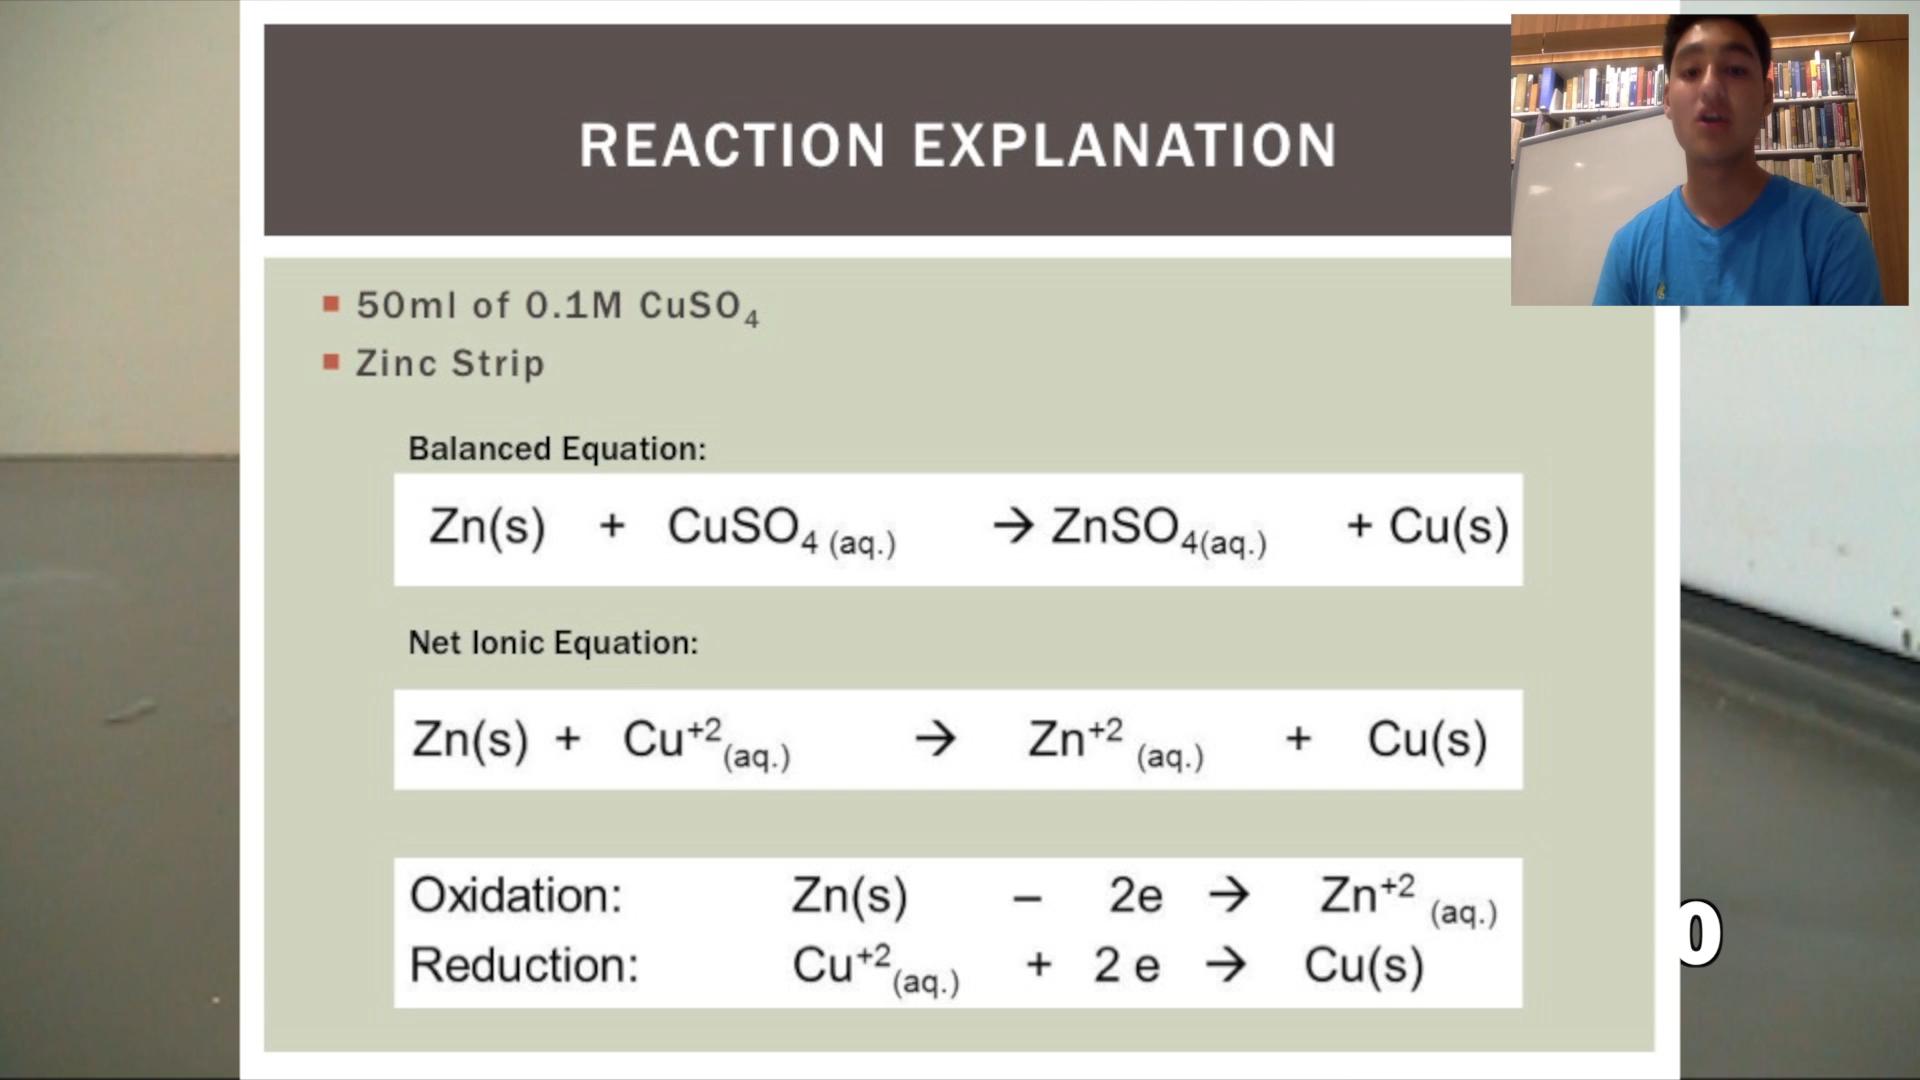 REACTION EXPLANATION
50ml of 0.1M CuSO₄
Zinc Strip
Balanced Equation:
Zn(s) + CuSO₄ (aq.) → ZnSO₄(aq.) + Cu(s)
Net Ionic Equation:
Zn(s) + Cu⁺²(aq.) → Zn⁺² (aq.) + Cu(s)
Oxidation: Zn(s) – 2e → Zn⁺² (aq.)
Reduction: Cu⁺²(aq.) + 2 e → Cu(s)
0